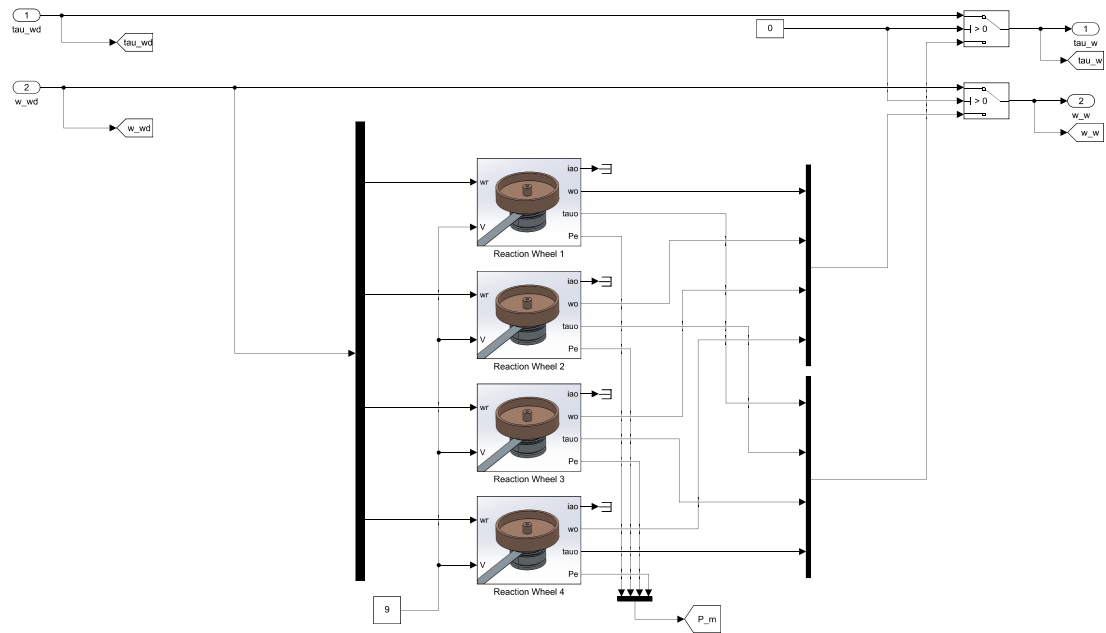 1
tau_wd
tau_wd
0
> 0
1
tau_w
tau_w
2
w_wd
w_wd
> 0
2
w_w
w_w
wr
V
iao
wo
tauo
Pe
Reaction Wheel 1
wr
V
iao
wo
tauo
Pe
Reaction Wheel 2
wr
V
iao
wo
tauo
Pe
Reaction Wheel 3
wr
V
iao
wo
tauo
Pe
Reaction Wheel 4
9
P_m